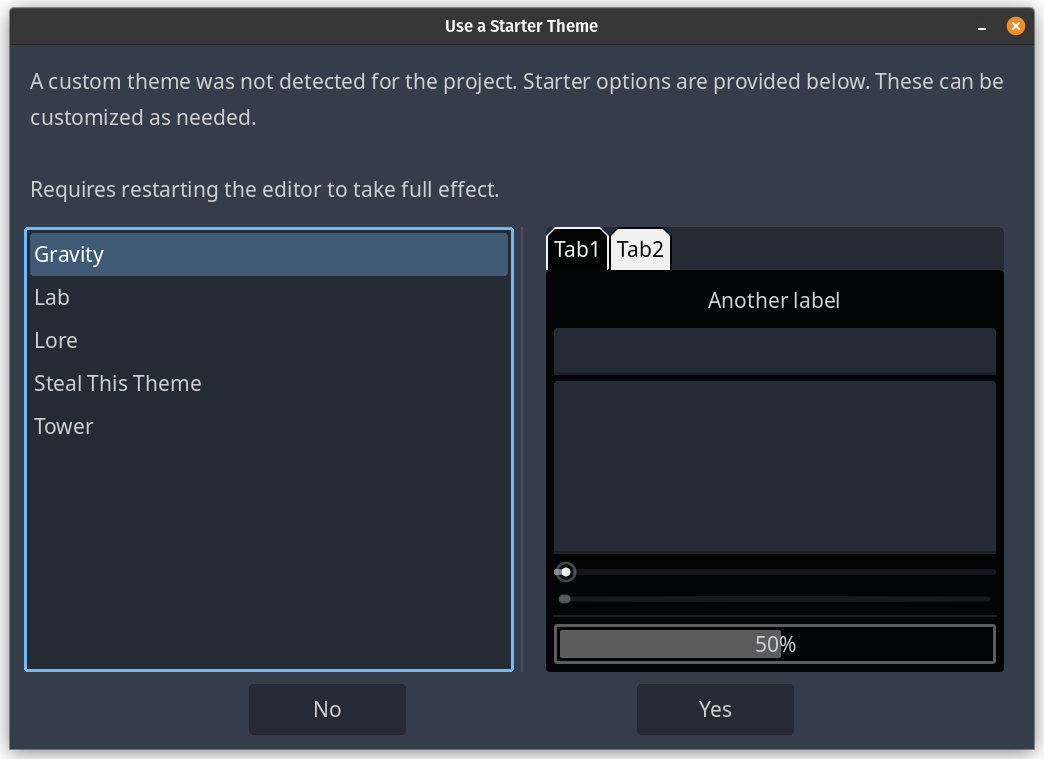 Use a Starter Theme
A custom theme was not detected for the project. Starter options are provided below. These can be
customized as needed.
Requires restarting the editor to take full effect.
Gravity
Lab
Lore
Steal This Theme
Tower
Tab1 Tab2
Another label
50%
No
Yes